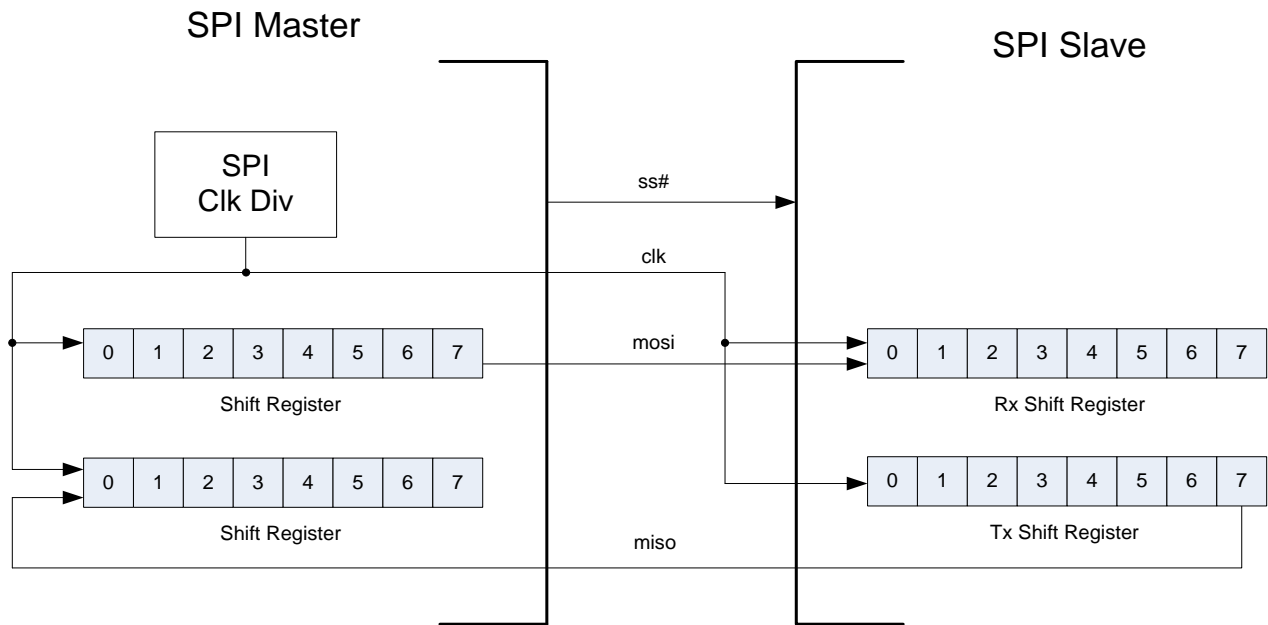 SPI Master
SPI Slave
SPI
Clk Div
ss#
clk
mosi
0 1 2 3 4 5 6 7
0 1 2 3 4 5 6 7
Shift Register
Rx Shift Register
0 1 2 3 4 5 6 7
0 1 2 3 4 5 6 7
Shift Register
Tx Shift Register
miso